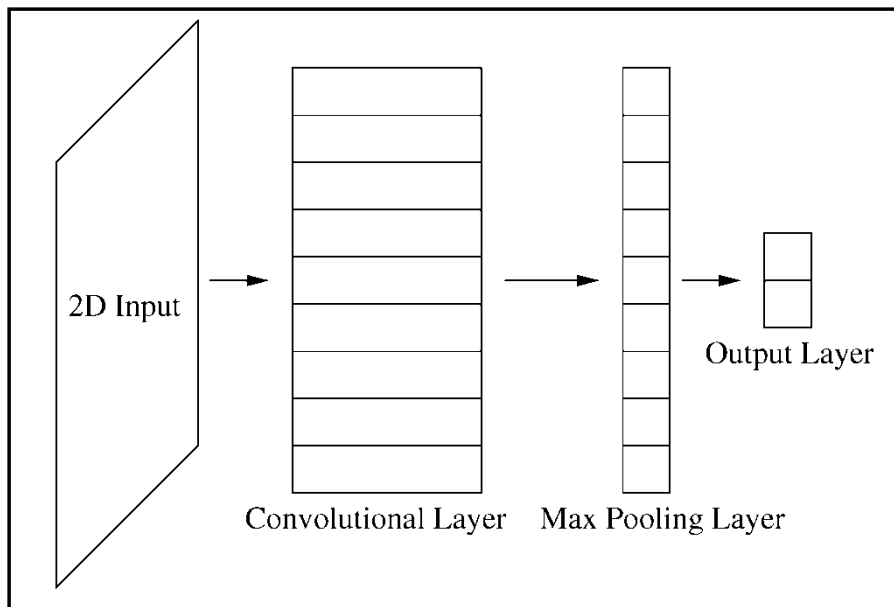 2D Input
Convolutional Layer
Max Pooling Layer
Output Layer